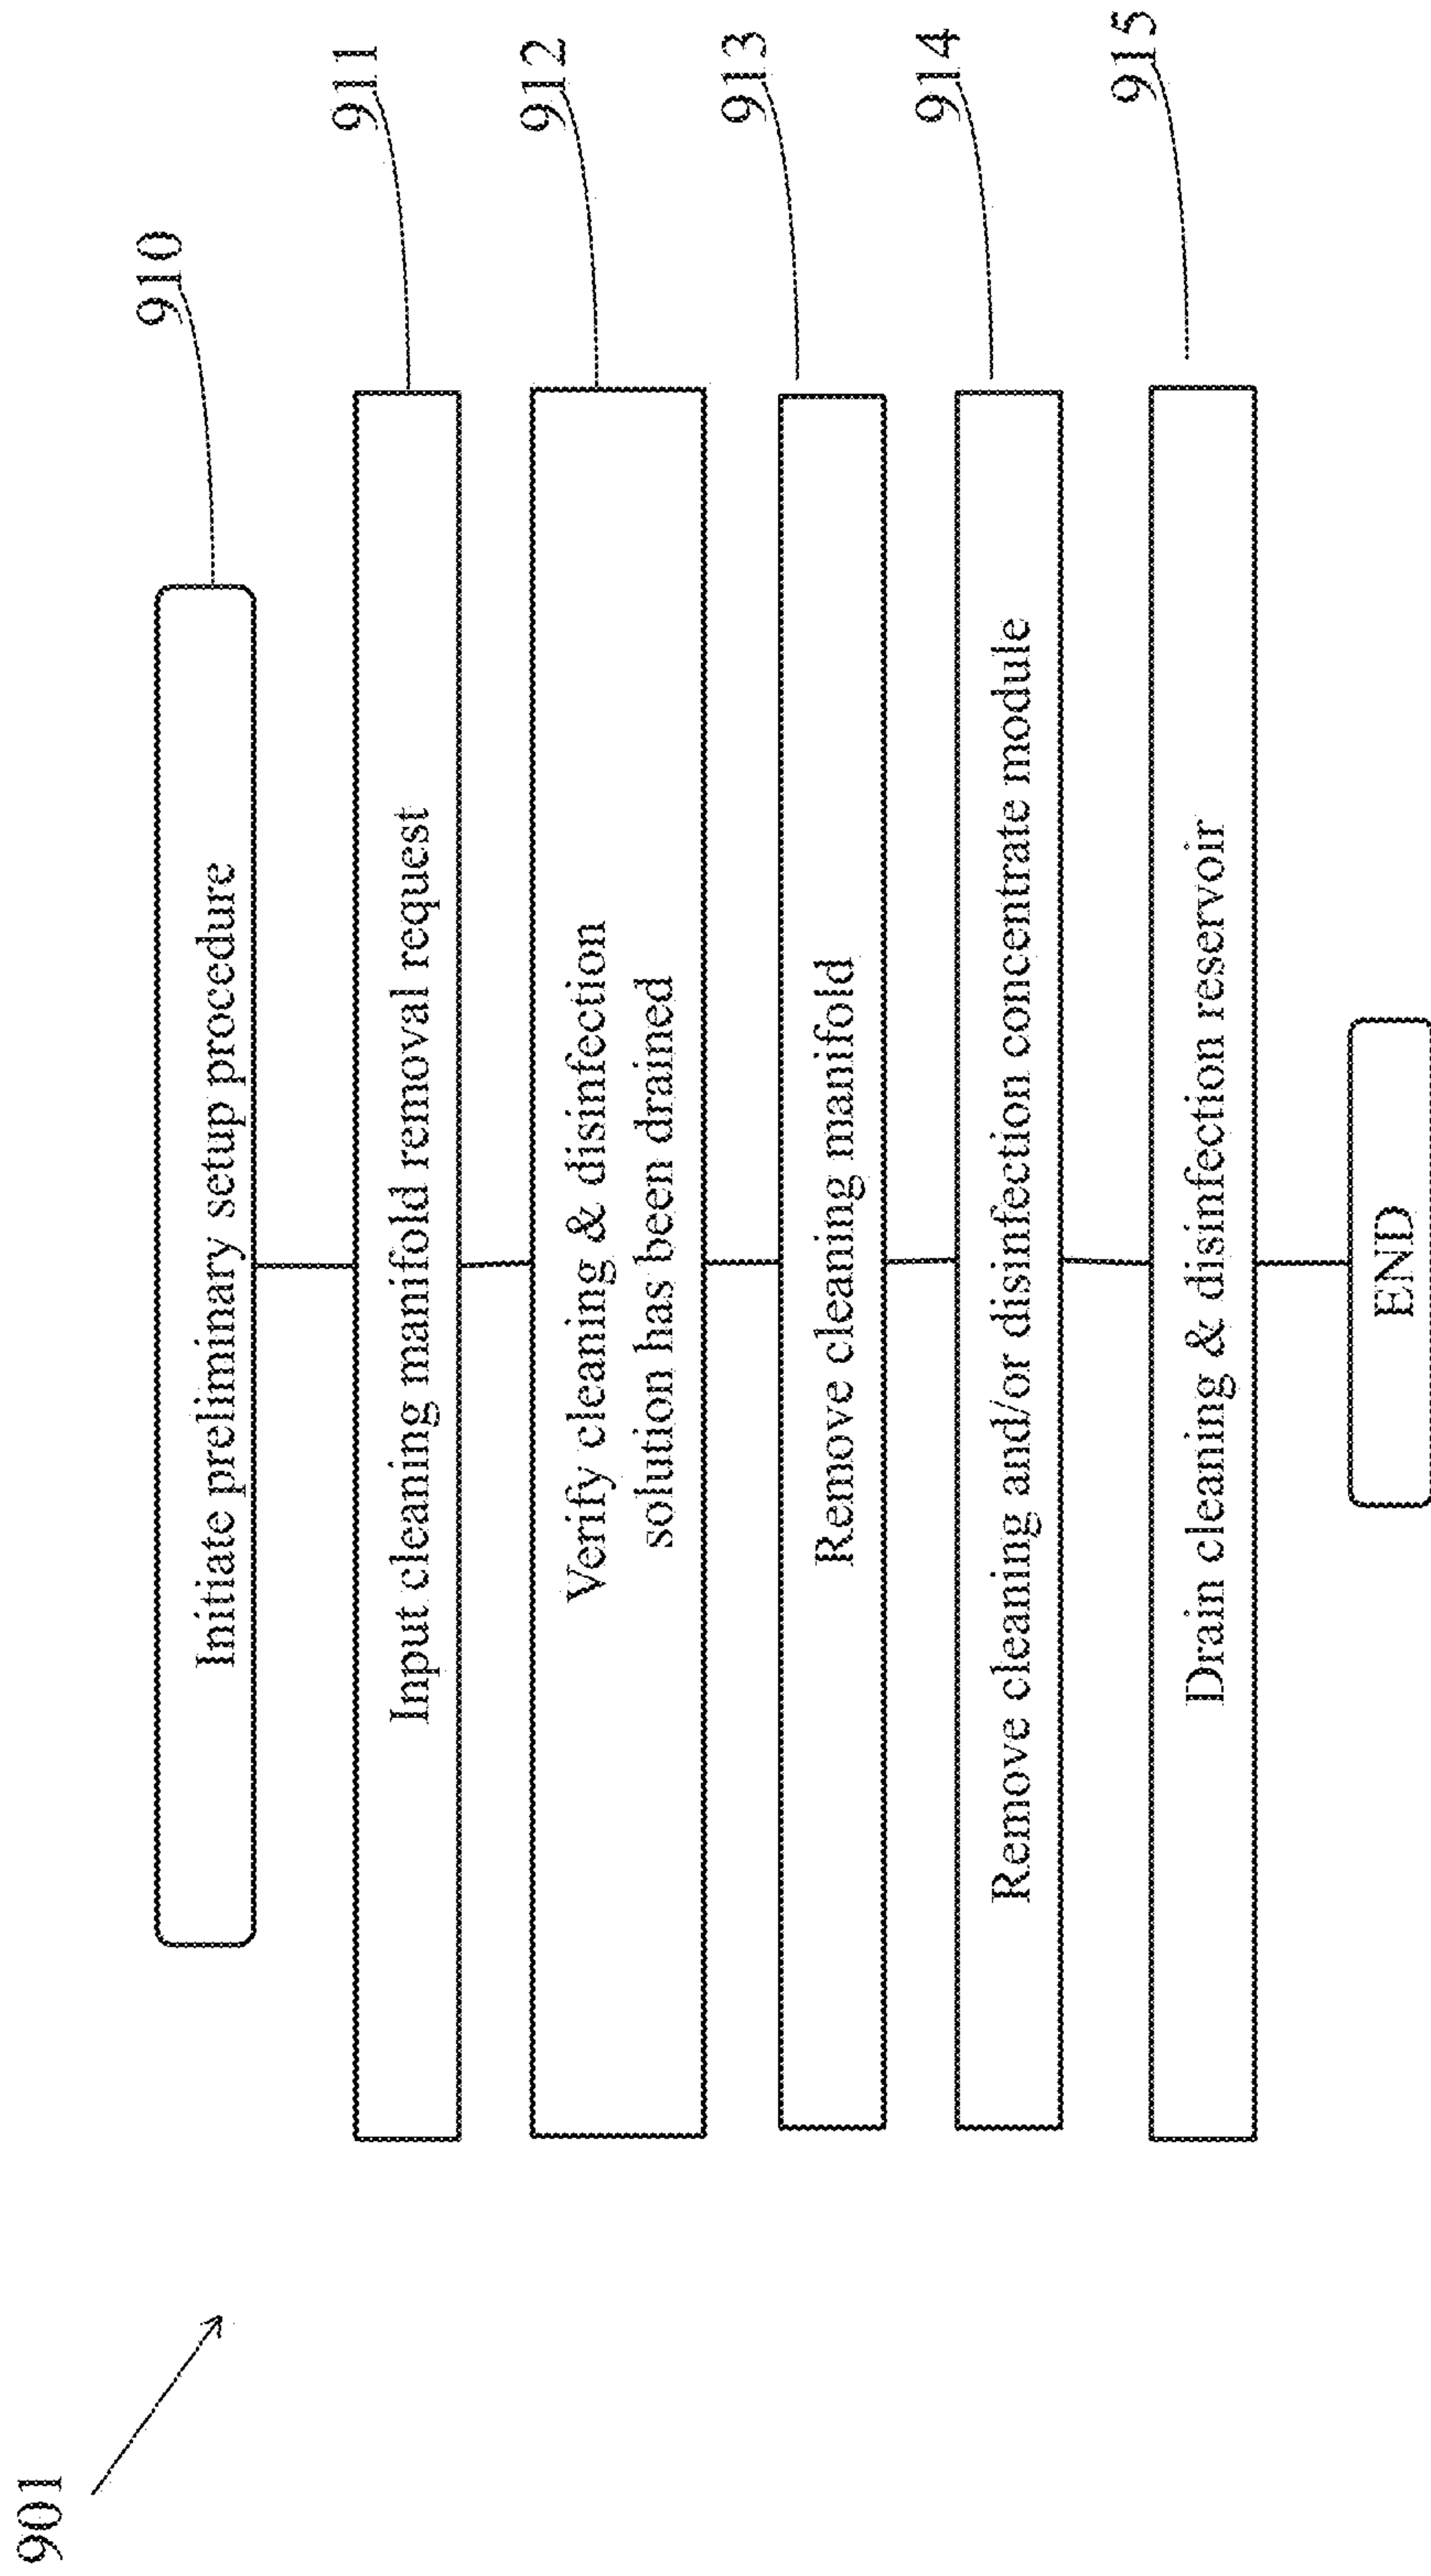 901
Initiate preliminary setup procedure
910
Input cleaning manifold removal request
911
Verify cleaning & disinfection
solution has been drained
912
Remove cleaning manifold
913
Remove cleaning and/or disinfection concentrate module
914
Drain cleaning & disinfection reservoir
915
END